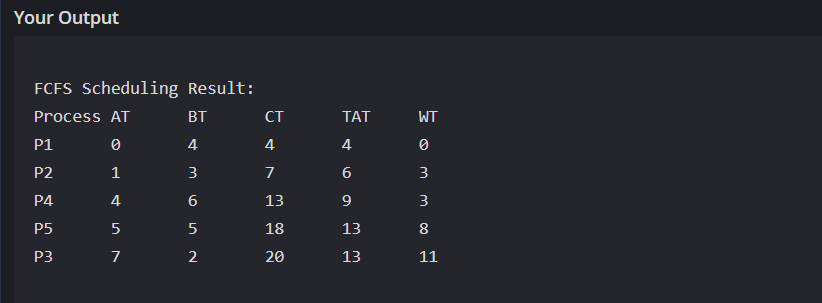 Your Output
FCFS Scheduling Result:
Process AT BT CT TAT WT
P1 0 4 4 4 0
P2 1 3 7 6 3
P4 4 6 13 9 3
P5 5 5 18 13 8
P3 7 2 20 13 11